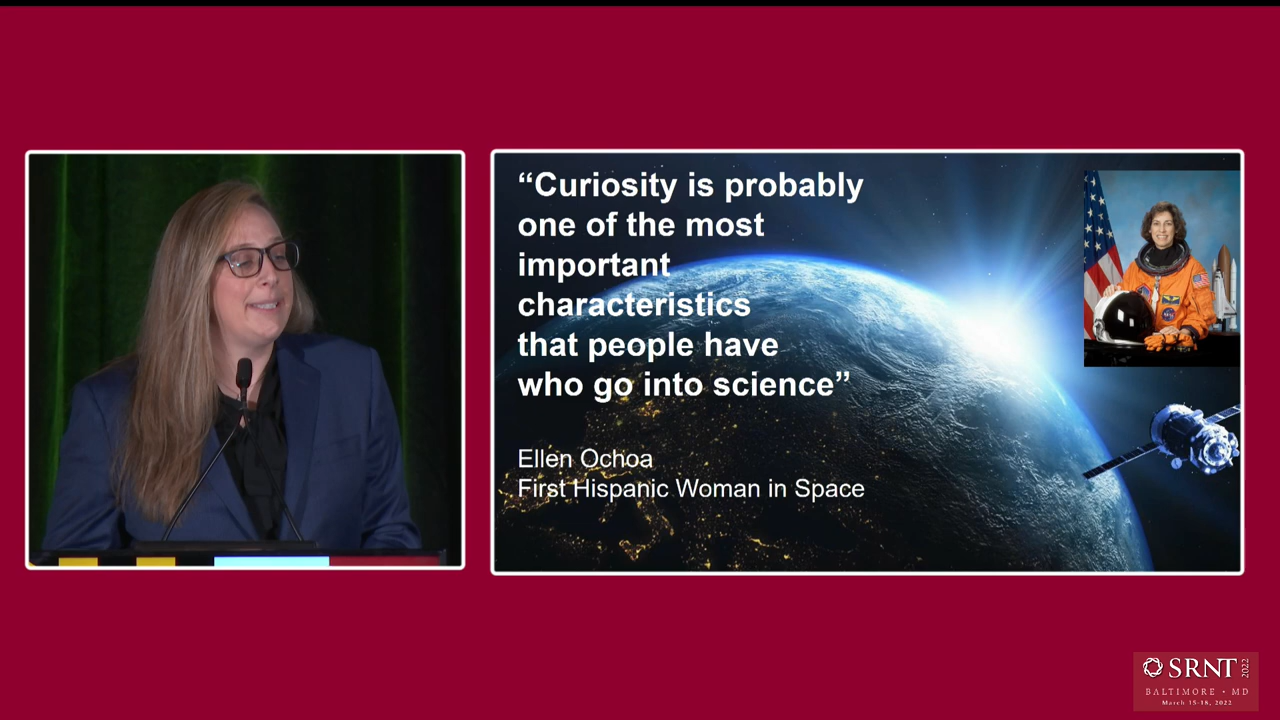 “Curiosity is probably
one of the most
important
characteristics
that people have
who go into science”
Ellen Ochoa
First Hispanic Woman in Space
SRNT 2022
BALTIMORE • MD
March 15-18, 2022